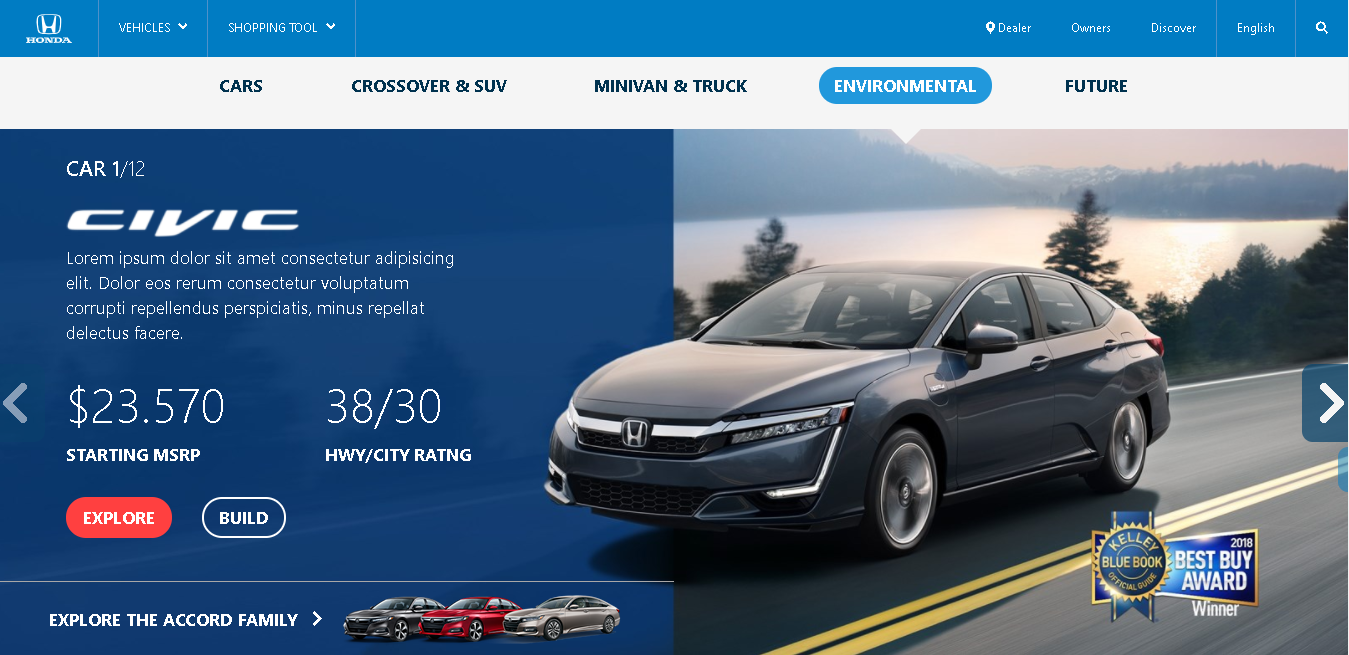 HONDA
VEHICLES
SHOPPING TOOL
Dealer
Owners
Discover
English
CARS
CROSSOVER & SUV
MINIVAN & TRUCK
ENVIRONMENTAL
FUTURE
CAR 1/12
CIVIC
Lorem ipsum dolor sit amet consectetur adipisicing
elit. Dolor eos rerum consectetur voluptatum
corrupti repellendus perspiciatis, minus repellat
delectus facere.
$23.570
38/30
STARTING MSRP
HWY/CITY RATNG
EXPLORE
BUILD
EXPLORE THE ACCORD FAMILY
KELLEY
BLUE BOOK
OFFICIAL GUIDE
2018
BEST BUY
AWARD
Winner